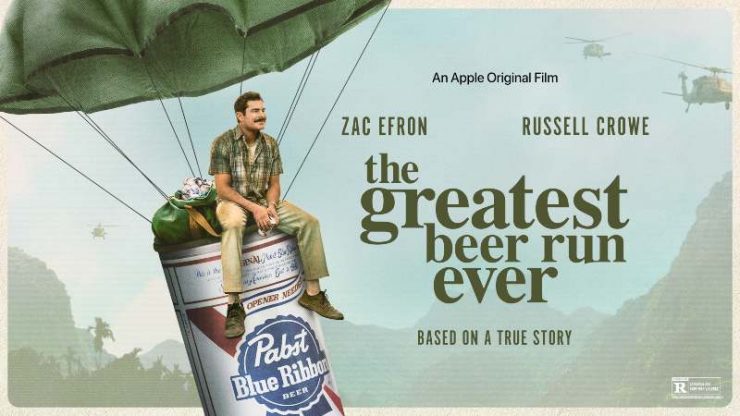 An Apple Original Film
ZAC EFRON
RUSSELL CROWE
the
greatest
beer run
ever
BASED ON A TRUE STORY
OPENER
Pabst
Blue Ribbon
BEER
R